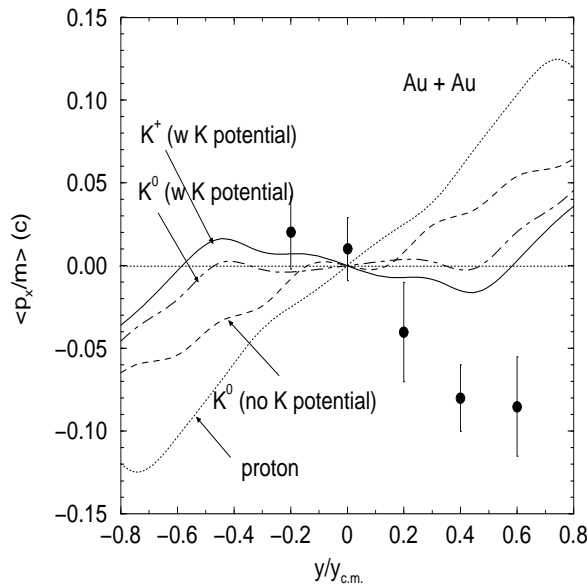 0.15
Au + Au
0.10
K+ (w K potential)
0.05
K0 (w K potential)
<px/m> (c)
0.00
−0.05
K0 (no K potential)
−0.10
proton
−0.15
−0.8 −0.6 −0.4 −0.2 0 0.2 0.4 0.6 0.8
y/yc.m.